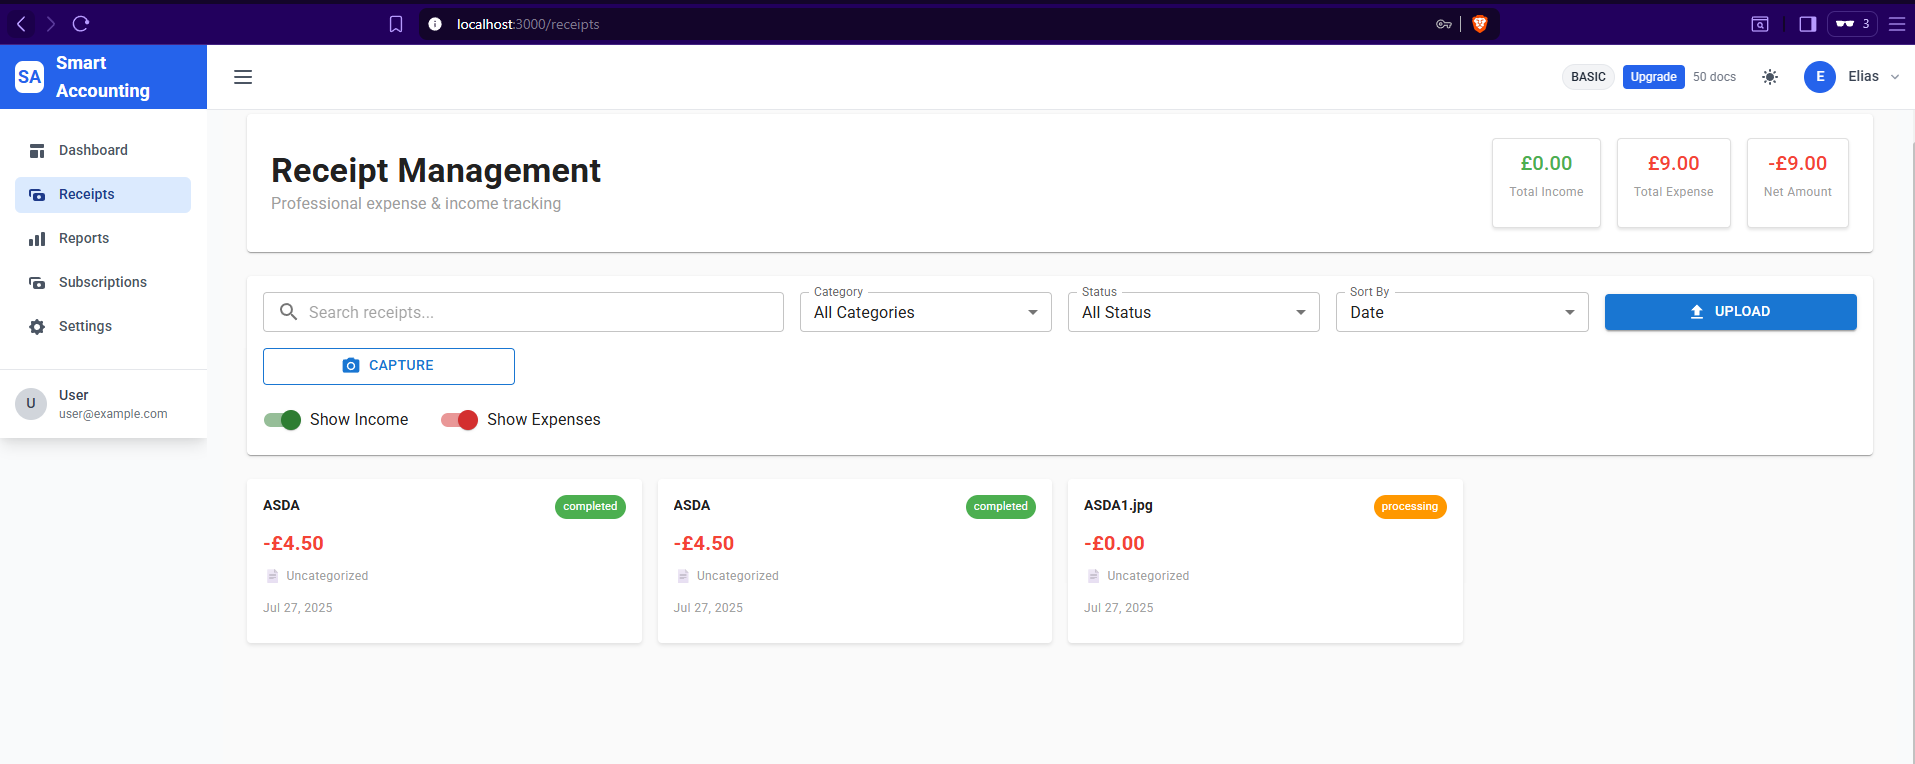 localhost:3000/receipts
3
SA
Smart
Accounting
BASIC
Upgrade
50 docs
E
Elias
Dashboard
Receipts
Reports
Subscriptions
Settings
U
User
user@example.com
Receipt Management
Professional expense & income tracking
£0.00
Total Income
£9.00
Total Expense
-£9.00
Net Amount
Search receipts...
Category
All Categories
Status
All Status
Sort By
Date
UPLOAD
CAPTURE
Show Income
Show Expenses
ASDA
completed
-£4.50
Uncategorized
Jul 27, 2025
ASDA
completed
-£4.50
Uncategorized
Jul 27, 2025
ASDA1.jpg
processing
-£0.00
Uncategorized
Jul 27, 2025